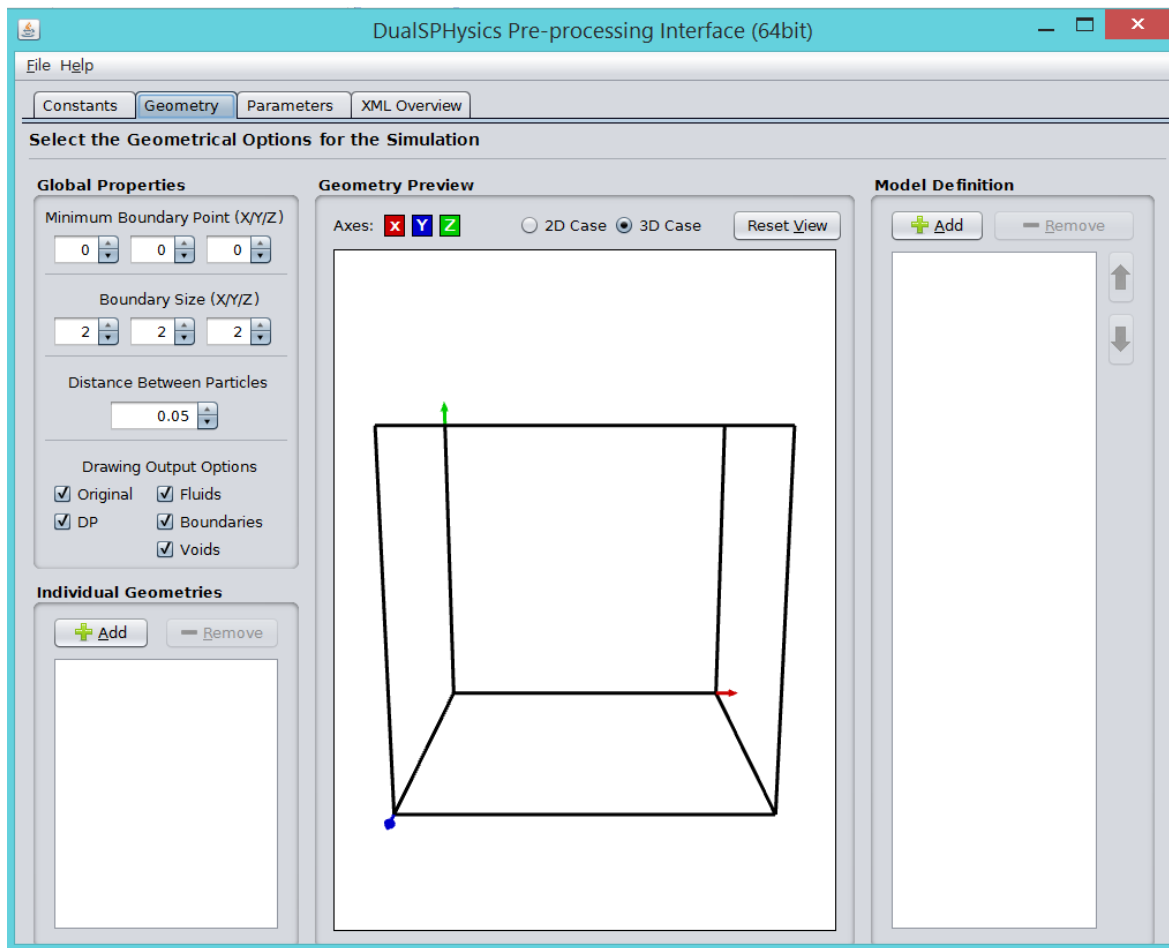 DualSPHysics Pre-processing Interface (64bit)
File Help
Constants Geometry Parameters XML Overview
Select the Geometrical Options for the Simulation
Global Properties
Minimum Boundary Point (X/Y/Z)
0 0 0
Boundary Size (X/Y/Z)
2 2 2
Distance Between Particles
0.05
Drawing Output Options
Original Fluids
DP Boundaries
Voids
Individual Geometries
Add Remove
Geometry Preview
Axes: X Y Z 2D Case 3D Case Reset View
Model Definition
Add Remove